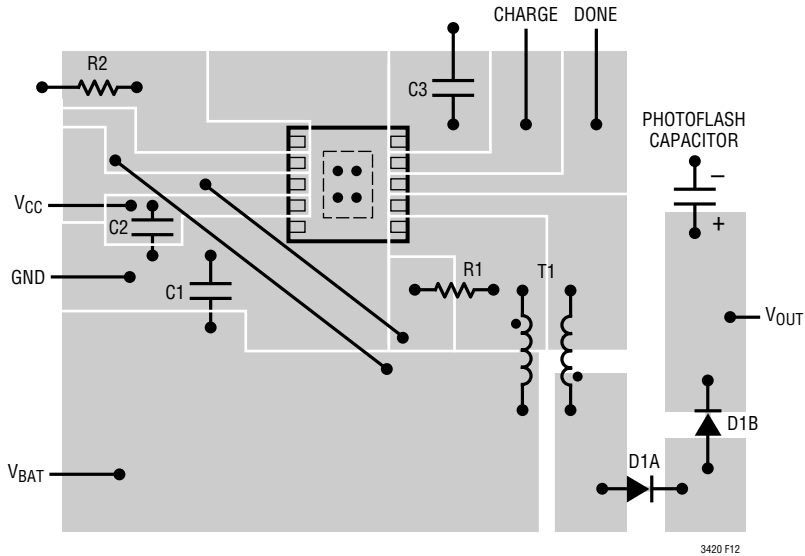 CHARGE DONE
R2
C3
PHOTOFLASH
CAPACITOR
−
+
VCC
C2
GND
C1
R1
T1
VOUT
D1B
D1A
VBAT
3420 F12